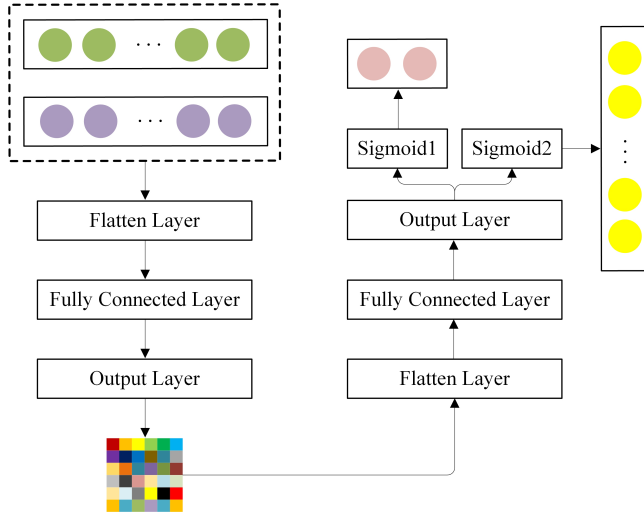 · · ·
· · ·
Flatten Layer
Fully Connected Layer
Output Layer
Sigmoid1
Sigmoid2
Output Layer
Fully Connected Layer
Flatten Layer